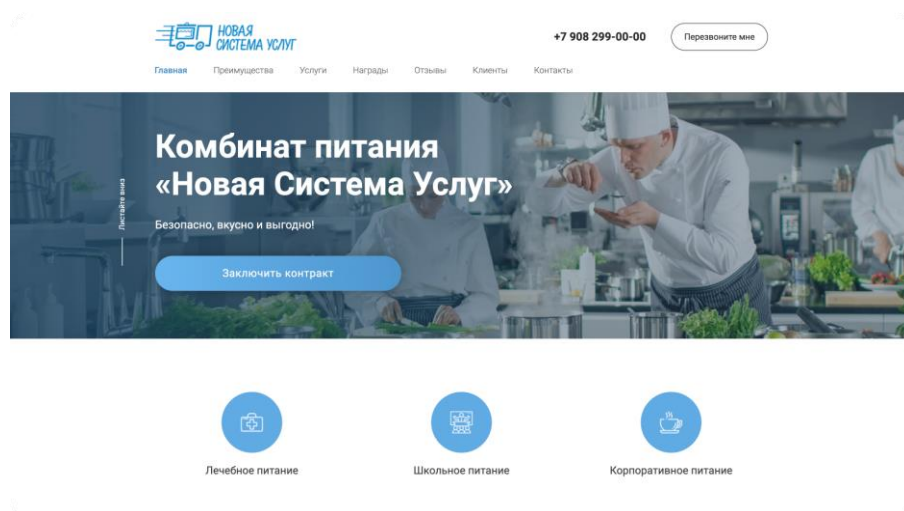 НОВАЯ
СИСТЕМА УСЛУГ
+7 908 299-00-00
Перезвоните мне
Главная Преимущества Услуги Награды Отзывы Клиенты Контакты
Комбинат питания
«Новая Система Услуг»
Листайте вниз
Безопасно, вкусно и выгодно!
Заключить контракт
Лечебное питание Школьное питание Корпоративное питание